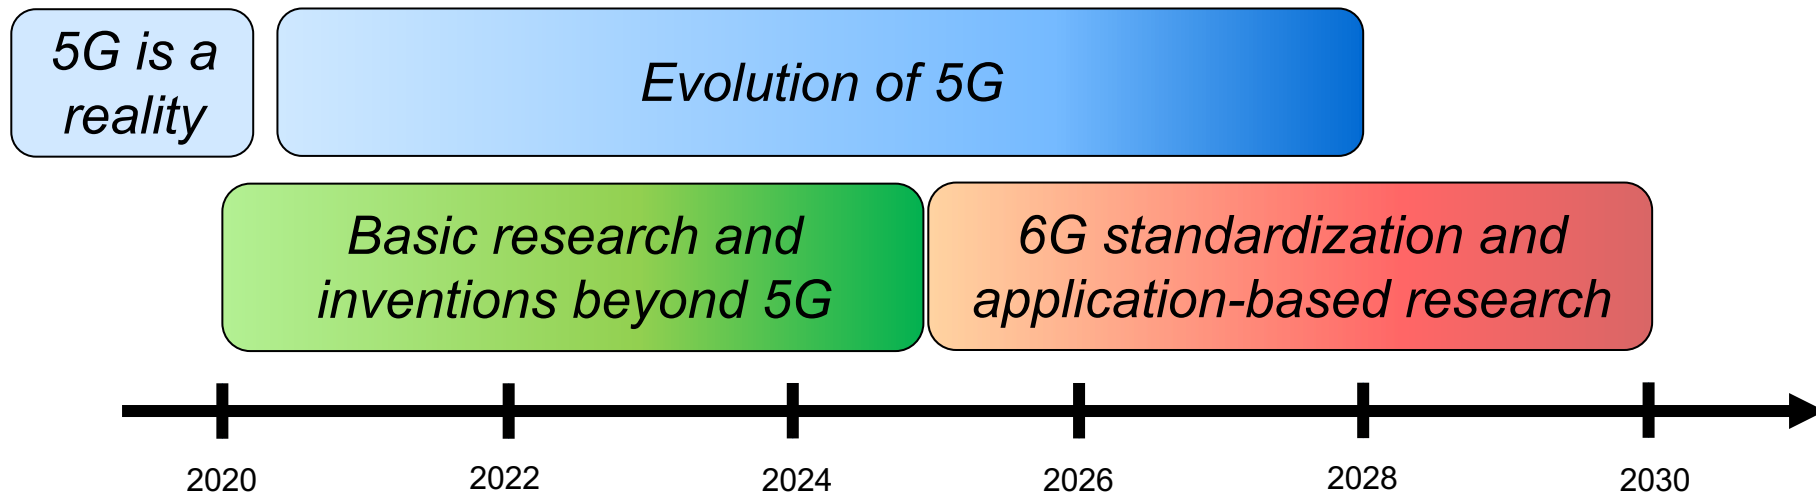 5G is a
reality
Evolution of 5G
Basic research and
inventions beyond 5G
6G standardization and
application-based research
2020
2022
2024
2026
2028
2030